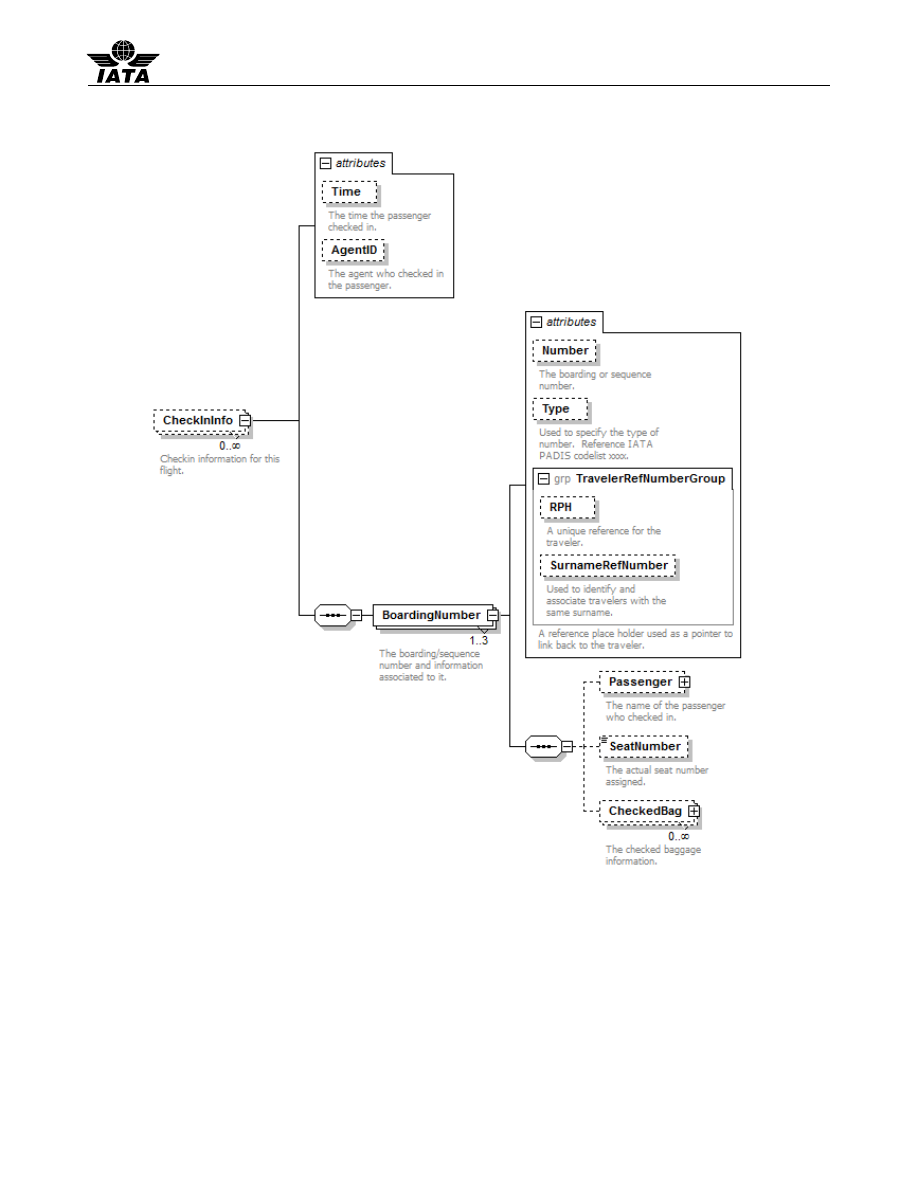 IATA
attributes
Time
The time the passenger
checked in.
AgentID
The agent who checked in
the passenger.
attributes
Number
The boarding or sequence
number.
Type
Used to specify the type of
number.  Reference IATA
PADIS codelist xxxx.
grp TravelerRefNumberGroup
RPH
A unique reference for the
traveler.
SurnameRefNumber
Used to identify and
associate travelers with the
same surname.
A reference place holder used as a pointer to
link back to the traveler.
CheckInInfo
0..∞
Checkin information for this
flight.
BoardingNumber
1..3
The boarding/sequence
number and information
associated to it.
Passenger
The name of the passenger
who checked in.
SeatNumber
The actual seat number
assigned.
CheckedBag
0..∞
The checked baggage
information.